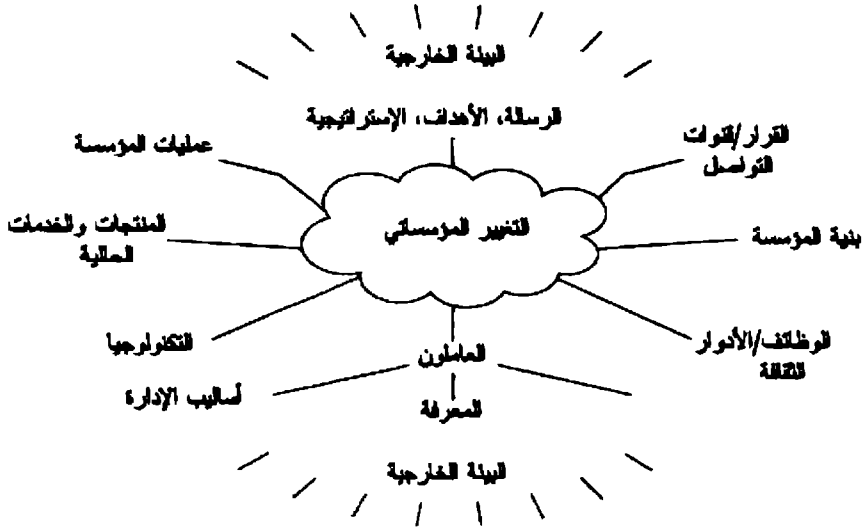 البيئة الخارجية
الرسالة، الأهداف، الإستراتيجية
القرار/قنوات
التواصل
عمليات المؤسسة
التغيير المؤسساتي
بنية المؤسسة
المنتجات والخدمات
الحالية
الوظائف/الأدوار
الثقافة
العاملون
التكنولوجيا
المعرفة
أساليب الإدارة
البيئة الخارجية